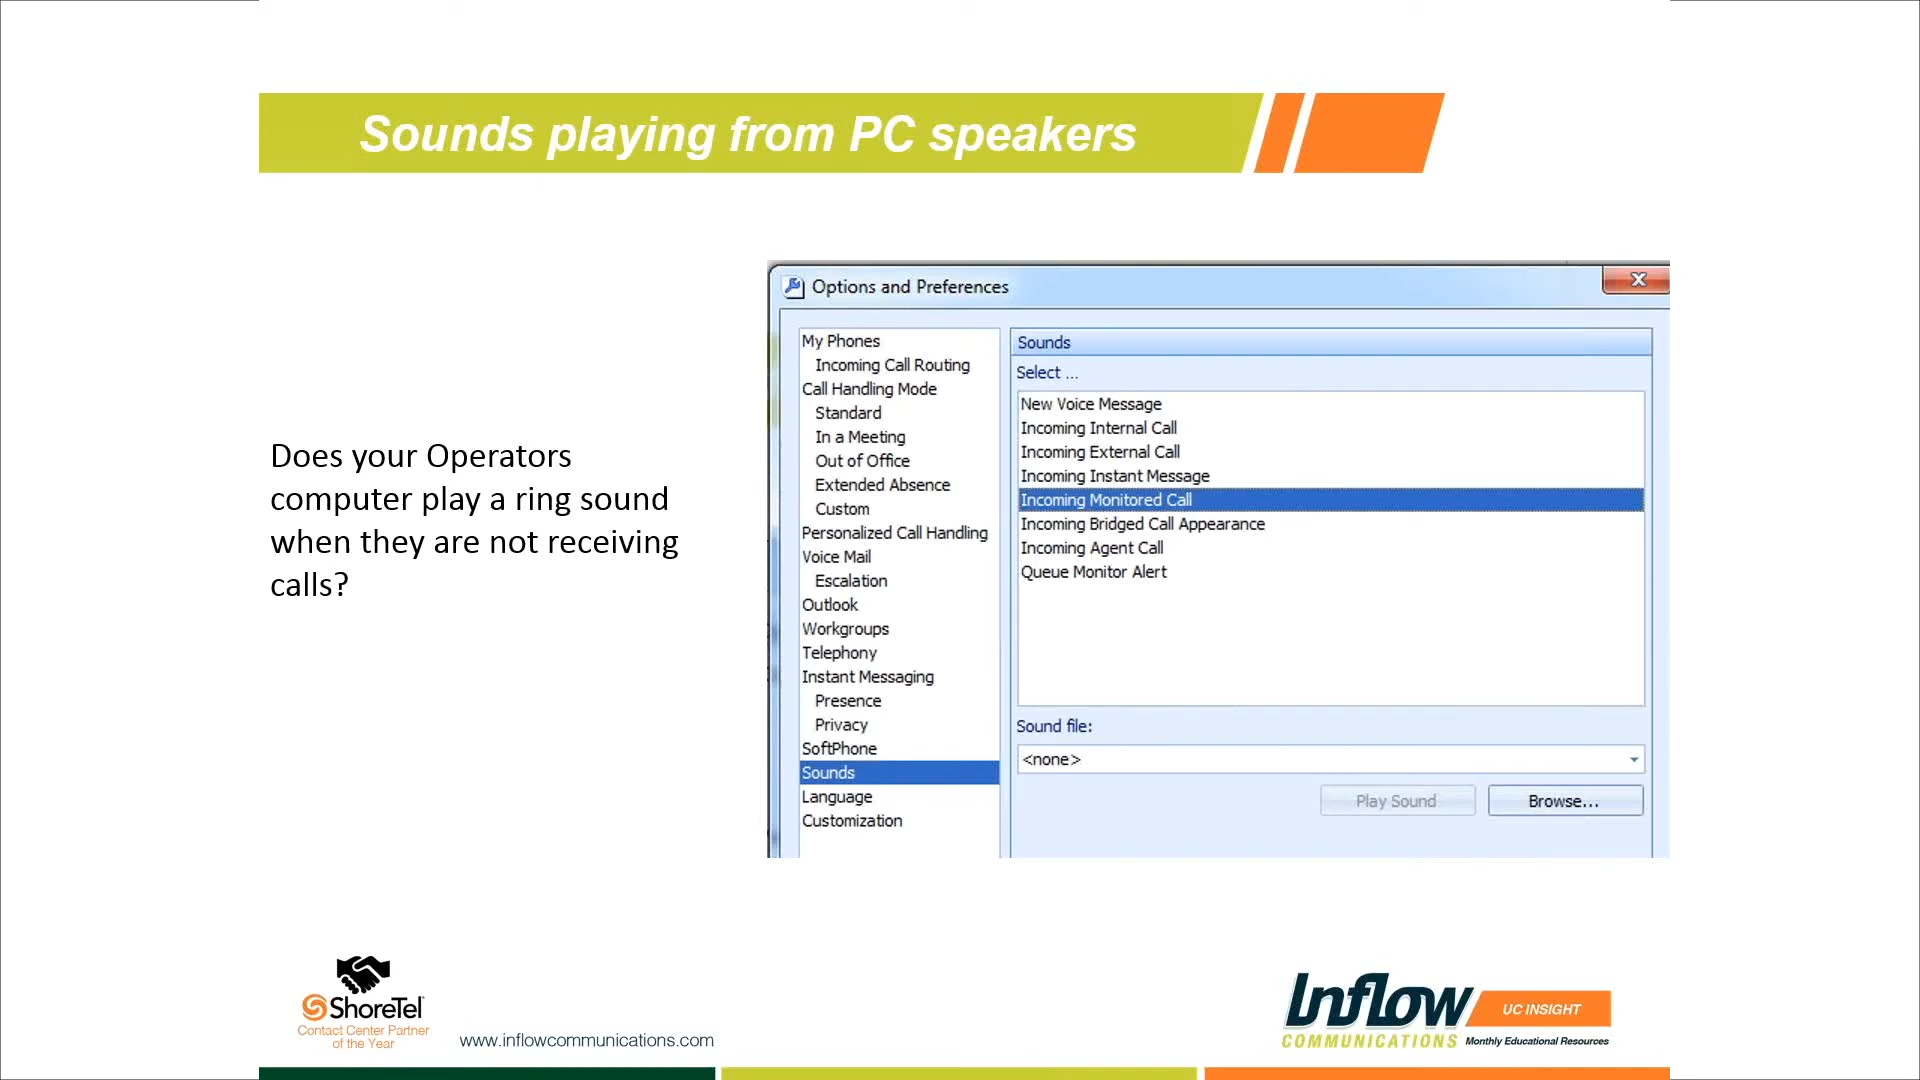 Sounds playing from PC speakers
Does your Operators
computer play a ring sound
when they are not receiving
calls?
Options and Preferences
My Phones
Incoming Call Routing
Call Handling Mode
Standard
In a Meeting
Out of Office
Extended Absence
Custom
Personalized Call Handling
Voice Mail
Escalation
Outlook
Workgroups
Telephony
Instant Messaging
Presence
Privacy
SoftPhone
Sounds
Language
Customization
Sounds
Select ...
New Voice Message
Incoming Internal Call
Incoming External Call
Incoming Instant Message
Incoming Monitored Call
Incoming Bridged Call Appearance
Incoming Agent Call
Queue Monitor Alert
Sound file:
<none>
Play Sound
Browse...
ShoreTel
Contact Center Partner
of the Year
www.inflowcommunications.com
Inflow
COMMUNICATIONS
UC INSIGHT
Monthly Educational Resources